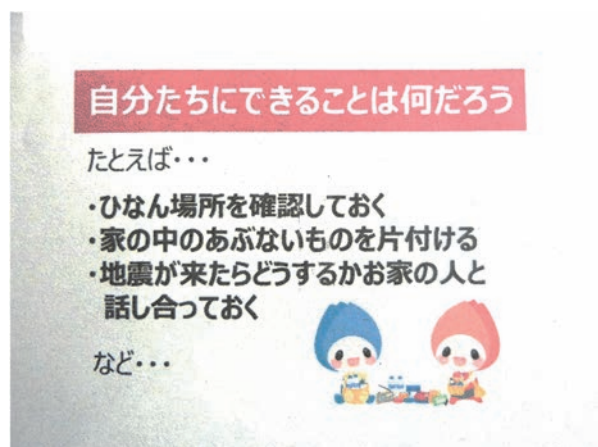 自分たちにできることは何だろう
たとえば・・・
・ひなん場所を確認しておく
・家の中のあぶないものを片付ける
・地震が来たらどうするかお家の人と
話し合っておく
など・・・